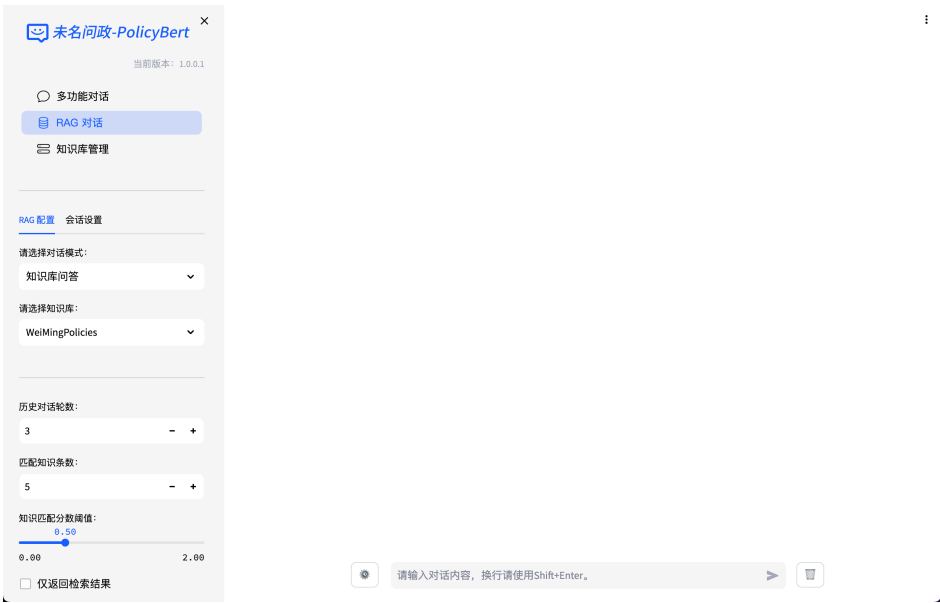 未名问政-PolicyBert
当前版本：1.0.0.1
多功能对话
RAG 对话
知识库管理
RAG 配置 会话设置
请选择对话模式：
知识库问答
请选择知识库：
WeiMingPolicies
历史对话轮数：
3
匹配知识条数：
5
知识匹配分数阈值：
0.50
0.00 2.00
仅返回检索结果
请输入对话内容，换行请使用Shift+Enter。